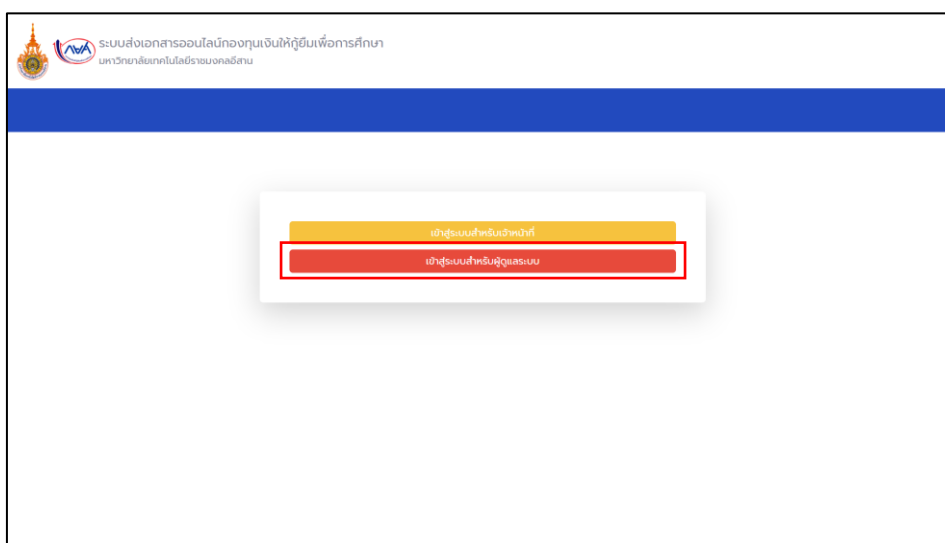 ระบบส่งเอกสารออนไลน์กองทุนเงินให้กู้ยืมเพื่อการศึกษา
มหาวิทยาลัยเทคโนโลยีราชมงคลอีสาน
กยศ
เข้าสู่ระบบสำหรับเจ้าหน้าที่
เข้าสู่ระบบสำหรับผู้ดูแลระบบ